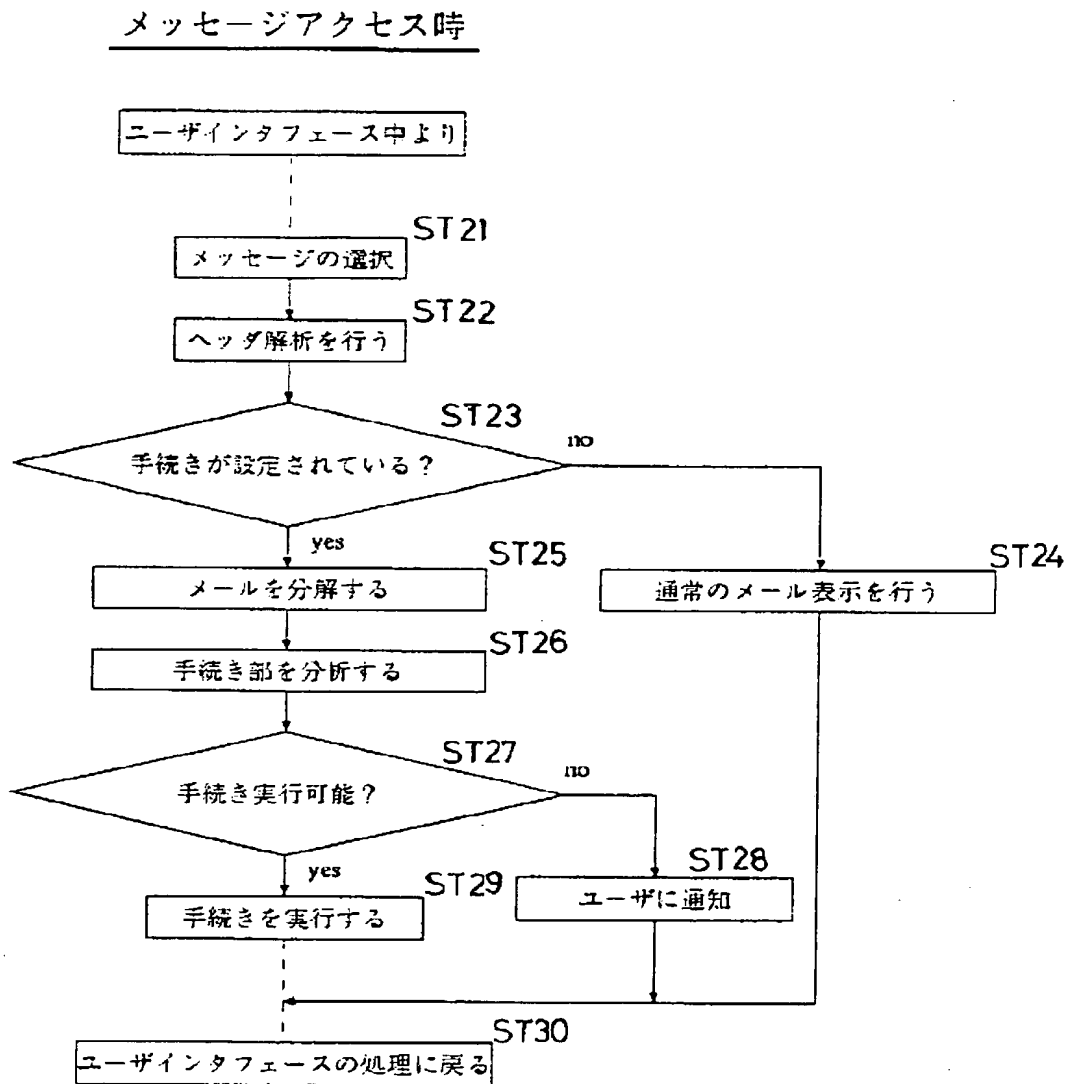 メッセージアクセス時
ユーザインタフェース中より
ST21
メッセージの選択
ST22
ヘッダ解析を行う
ST23
手続きが設定されている？
no
yes
ST25
メールを分解する
ST24
通常のメール表示を行う
ST26
手続き部を分析する
ST27
手続き実行可能？
no
yes
ST28
ユーザに通知
ST29
手続きを実行する
ST30
ユーザインタフェースの処理に戻る